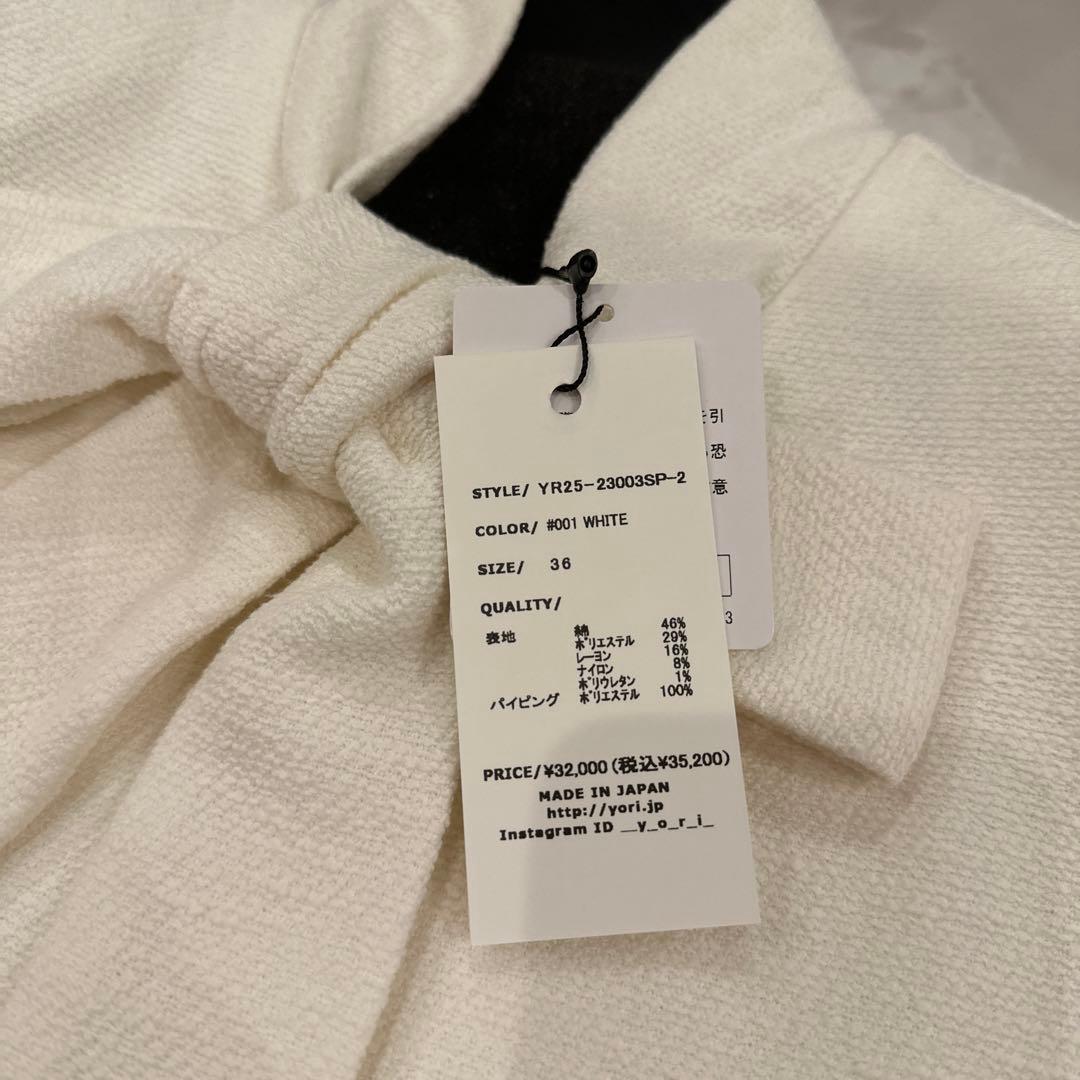 STYLE/ YR25-23003SP-2
COLOR/ #001 WHITE
SIZE/ 36
QUALITY/
表地 綿 46%
ポリエステル 29%
レーヨン 16%
ナイロン 8%
ポリウレタン 1%
パイピング ポリエステル 100%
PRICE/¥32,000(税込¥35,200)
MADE IN JAPAN
http://yori.jp
Instagram ID __y_o_r_i_
を引
恐
意
3